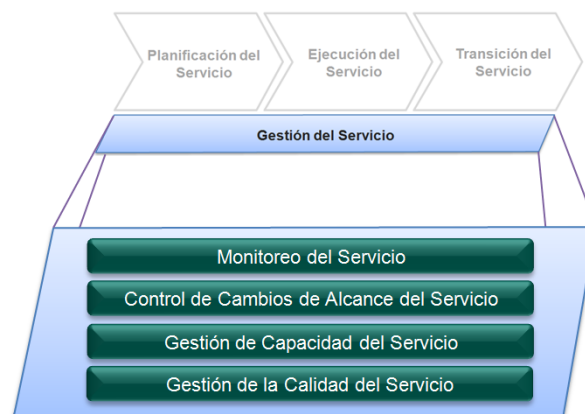 Planificación del
Servicio
Ejecución del
Servicio
Transición del
Servicio
Gestión del Servicio
Monitoreo del Servicio
Control de Cambios de Alcance del Servicio
Gestión de Capacidad del Servicio
Gestión de la Calidad del Servicio